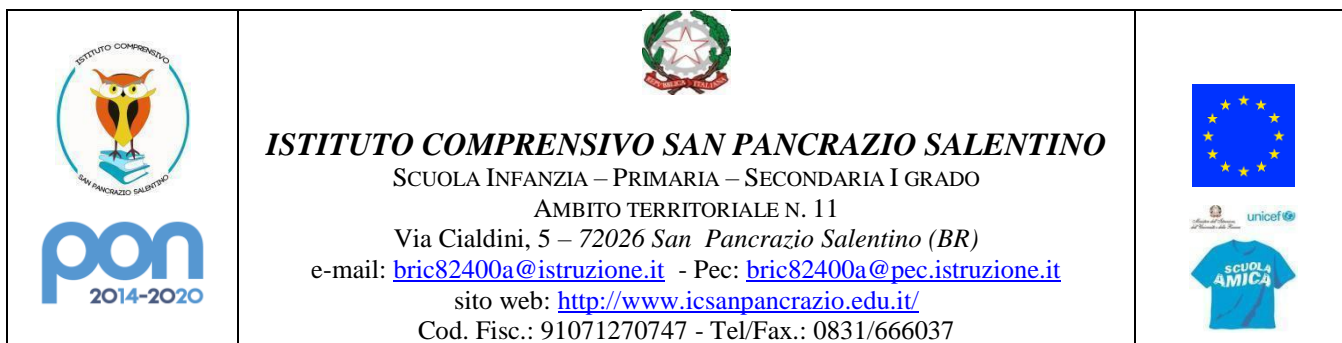 ISTITUTO COMPRENSIVO
SAN PANCRAZIO SALENTINO
pon
2014-2020
REPVBBLICA ITALIANA
ISTITUTO COMPRENSIVO SAN PANCRAZIO SALENTINO
SCUOLA INFANZIA – PRIMARIA – SECONDARIA I GRADO
AMBITO TERRITORIALE N. 11
Via Cialdini, 5 – 72026 San Pancrazio Salentino (BR)
e-mail: bric82400a@istruzione.it - Pec: bric82400a@pec.istruzione.it
sito web: http://www.icsanpancrazio.edu.it/
Cod. Fisc.: 91071270747 - Tel/Fax.: 0831/666037
unicef
SCUOLA
AMICA